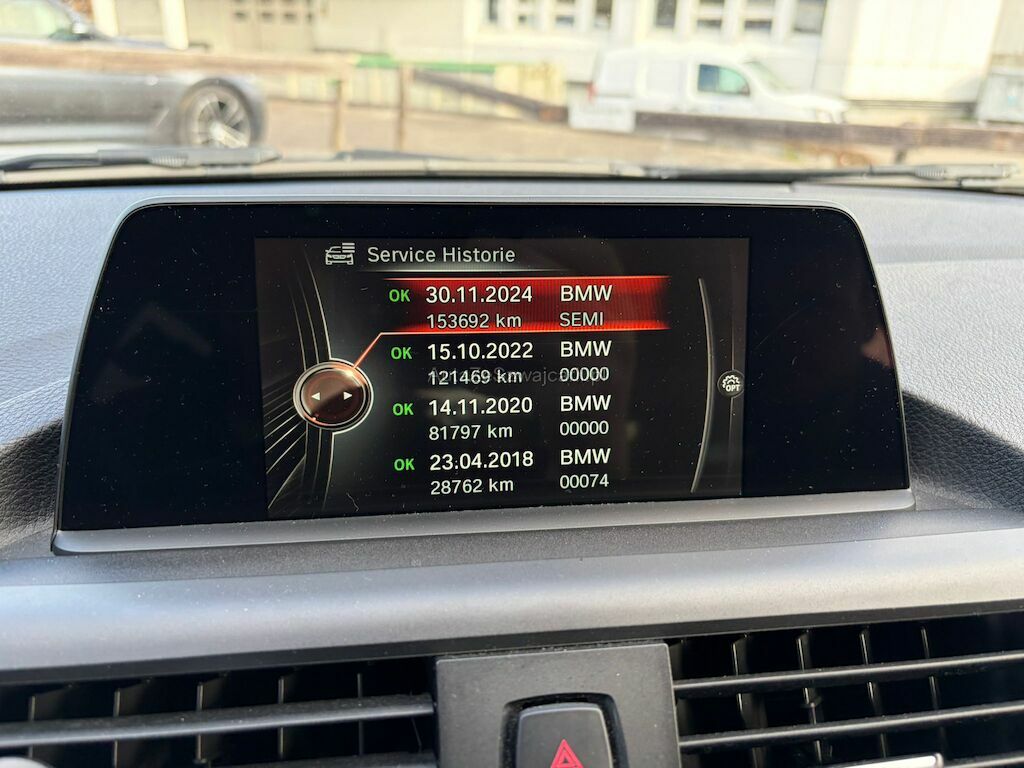 Service Historie
OK 30.11.2024 BMW
153692 km SEMI
OK 15.10.2022 BMW
121469 km 00000
OPT
OK 14.11.2020 BMW
81797 km 00000
OK 23.04.2018 BMW
28762 km 00074